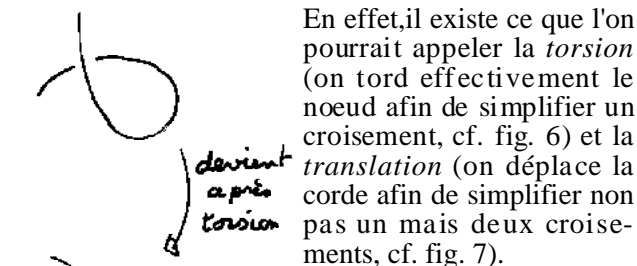 En effet,il existe ce que l'on
pourrait appeler la torsion
(on tord effectivement le
noeud afin de simplifier un
croisement, cf. fig. 6) et la
translation (on déplace la
corde afin de simplifier non
pas un mais deux croise-
ments, cf. fig. 7).
devient
après
torsion